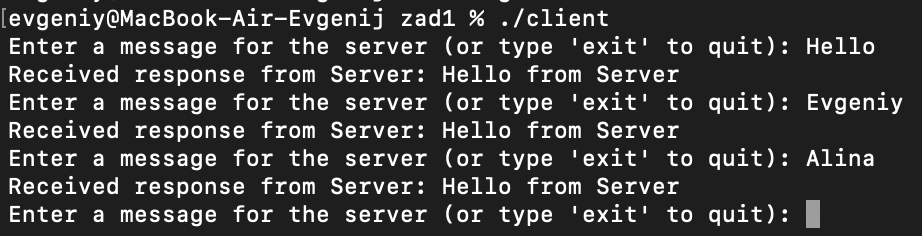 [evgeniy@MacBook-Air-Evgenij zad1 % ./client
Enter a message for the server (or type 'exit' to quit): Hello
Received response from Server: Hello from Server
Enter a message for the server (or type 'exit' to quit): Evgeniy
Received response from Server: Hello from Server
Enter a message for the server (or type 'exit' to quit): Alina
Received response from Server: Hello from Server
Enter a message for the server (or type 'exit' to quit):